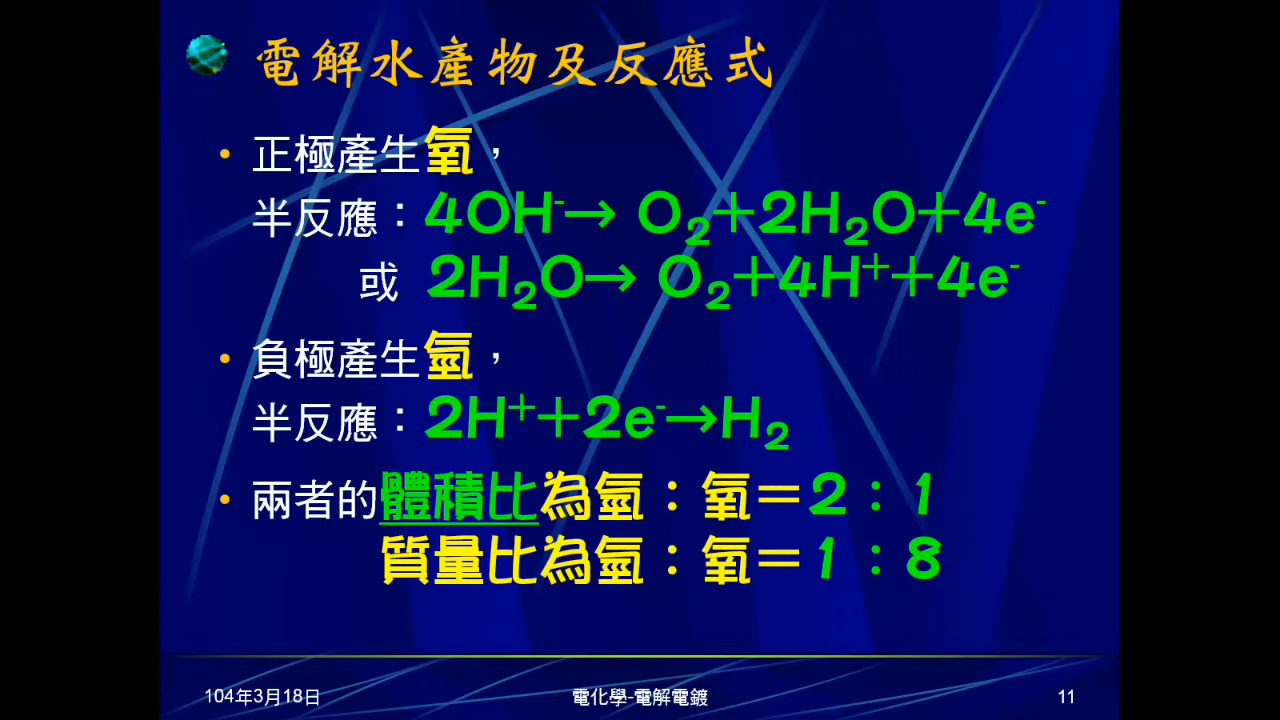 電解水產物及反應式
• 正極產生氧，
半反應：4OH⁻→ O₂＋2H₂O＋4e⁻
或 2H₂O→ O₂＋4H⁺＋4e⁻
• 負極產生氫，
半反應：2H⁺＋2e⁻→H₂
• 兩者的體積比為氫：氧＝2：1
質量比為氫：氧＝1：8
104年3月18日
電化學-電解電鍍
11